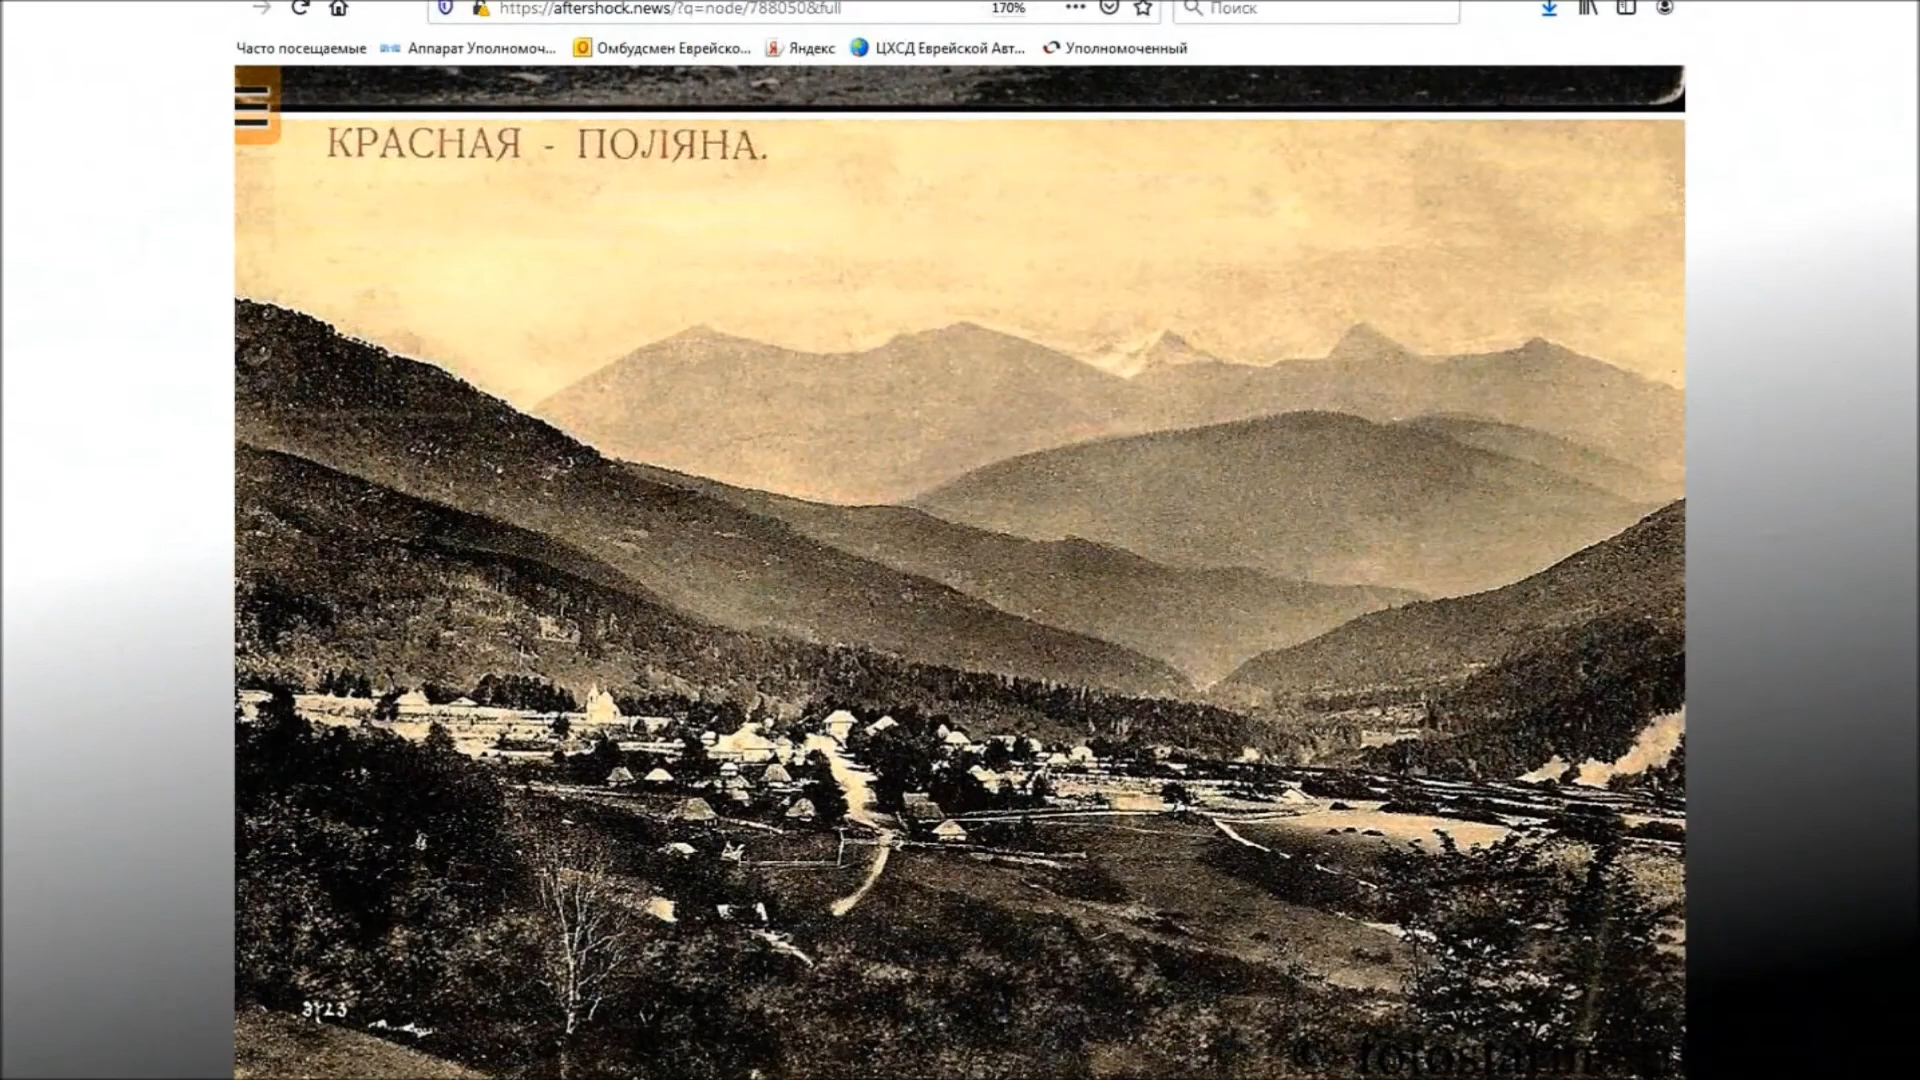 https://aftershock.news/?q=node/788050&full 170% Поиск
Часто посещаемые Аппарат Уполномоч... Омбудсмен Еврейско... Яндекс ЦХСД Еврейской Авт... Уполномоченный
КРАСНАЯ - ПОЛЯНА.